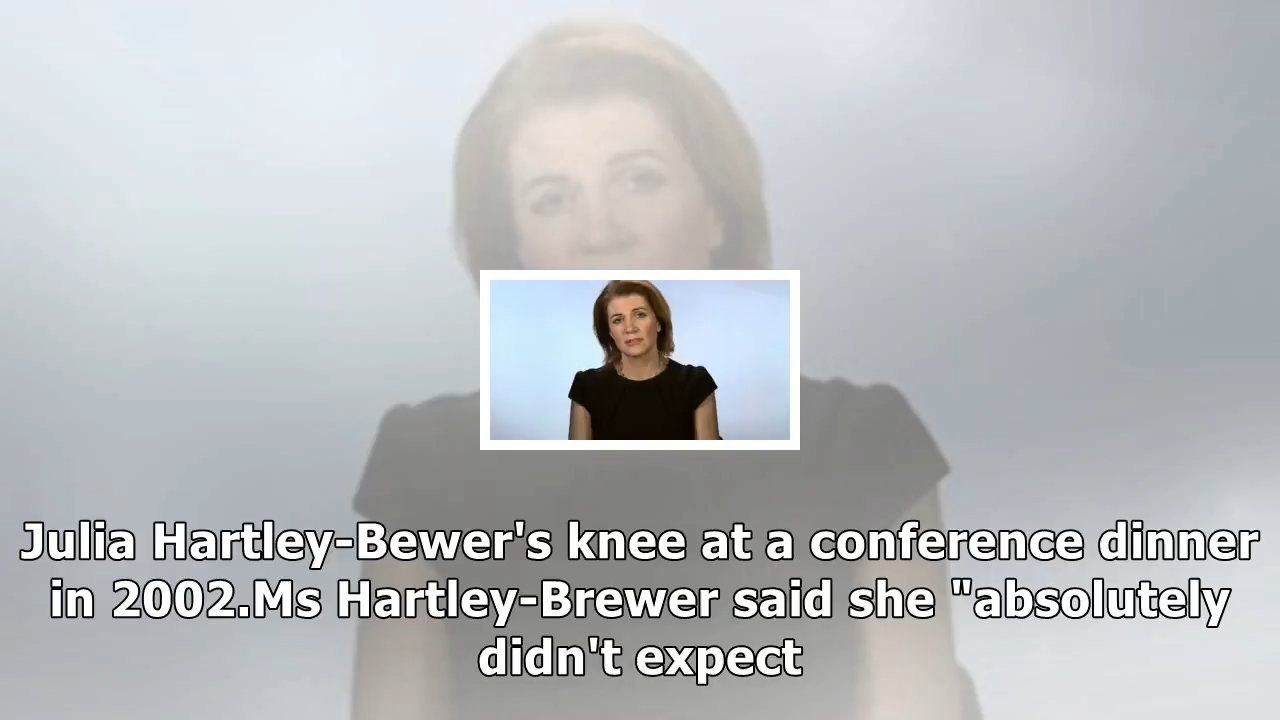 Julia Hartley-Bewer's knee at a conference dinner
in 2002.Ms Hartley-Brewer said she "absolutely
didn't expect